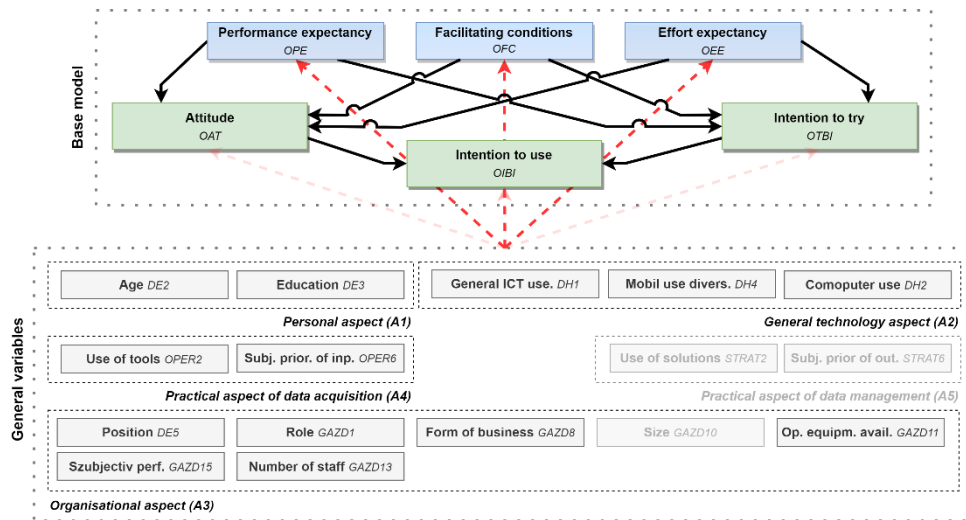 Base model
Performance expectancy
OPE
Facilitating conditions
OFC
Effort expectancy
OEE
Attitude
OAT
Intention to use
OIBI
Intention to try
OTBI
General variables
Age DE2
Education DE3
Personal aspect (A1)
General ICT use. DH1
Mobil use divers. DH4
Comoputer use DH2
General technology aspect (A2)
Use of tools OPER2
Subj. prior. of inp. OPER6
Practical aspect of data acquisition (A4)
Use of solutions STRAT2
Subj. prior of out. STRAT6
Practical aspect of data management (A5)
Position DE5
Role GAZD1
Form of business GAZD8
Size GAZD10
Op. equipm. avail. GAZD11
Szubjectiv perf. GAZD15
Number of staff GAZD13
Organisational aspect (A3)